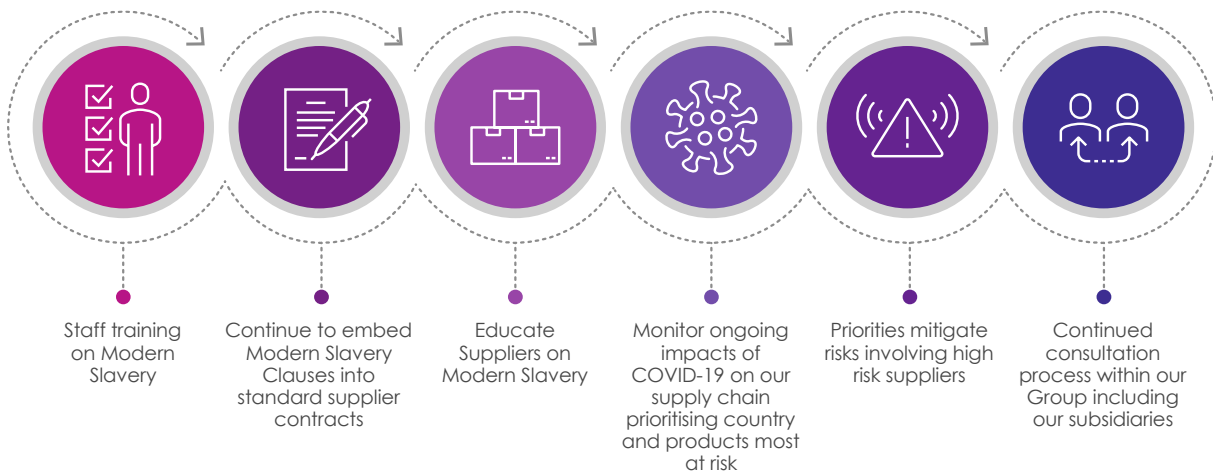 Staff training
on Modern
Slavery
Continue to embed
Modern Slavery
Clauses into
standard supplier
contracts
Educate
Suppliers on
Modern Slavery
Monitor ongoing
impacts of
COVID-19 on our
supply chain
prioritising country
and products most
at risk
Priorities mitigate
risks involving high
risk suppliers
Continued
consultation
process within our
Group including
our subsidiaries